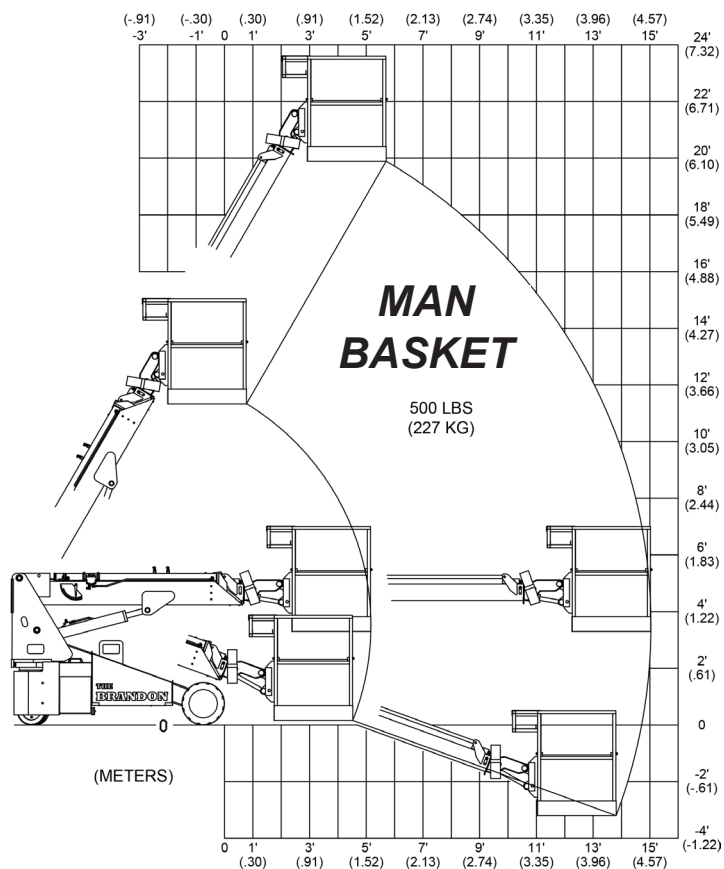 (-.91) (-.30) (.30) (.91) (1.52) (2.13) (2.74) (3.35) (3.96) (4.57)
-3' -1' 0 1' 3' 5' 7' 9' 11' 13' 15'
24'
(7.32)
22'
(6.71)
20'
(6.10)
18'
(5.49)
16'
(4.88)
MAN
BASKET
500 LBS
(227 KG)
14'
(4.27)
12'
(3.66)
10'
(3.05)
8'
(2.44)
6'
(1.83)
4'
(1.22)
2'
(.61)
THE
BRANDON
0
0
(METERS)
-2'
(-.61)
-4'
(-1.22)
0 1' 3' 5' 7' 9' 11' 13' 15'
(.30) (.91) (1.52) (2.13) (2.74) (3.35) (3.96) (4.57)